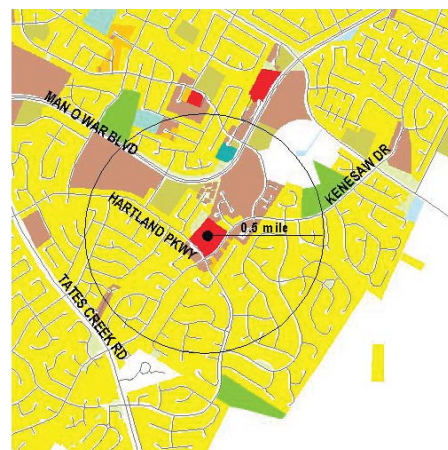 MAN O WAR BLVD
HARTLAND PKWY
KENESAW DR
0.5 mile
TATES CREEK RD